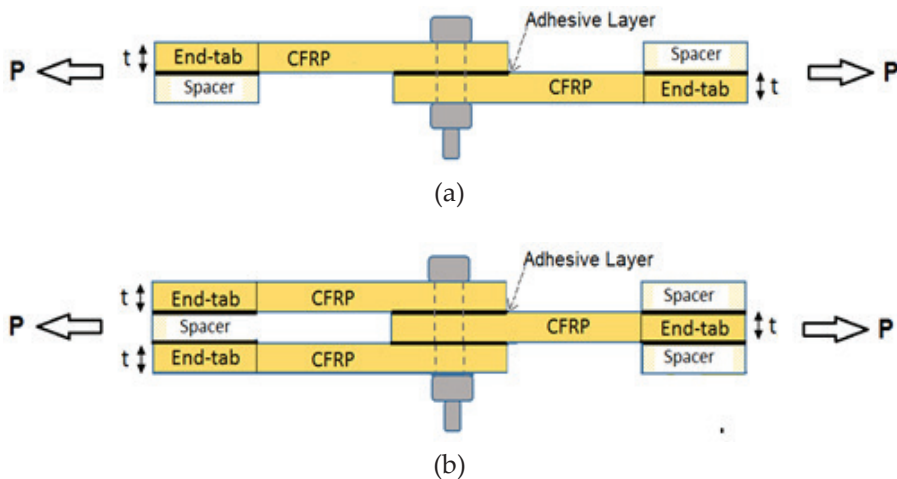 Adhesive Layer
t End-tab CFRP Spacer
P P
Spacer CFRP End-tab t
(a)
Adhesive Layer
t End-tab CFRP Spacer
P Spacer CFRP End-tab t P
t End-tab CFRP Spacer
(b)